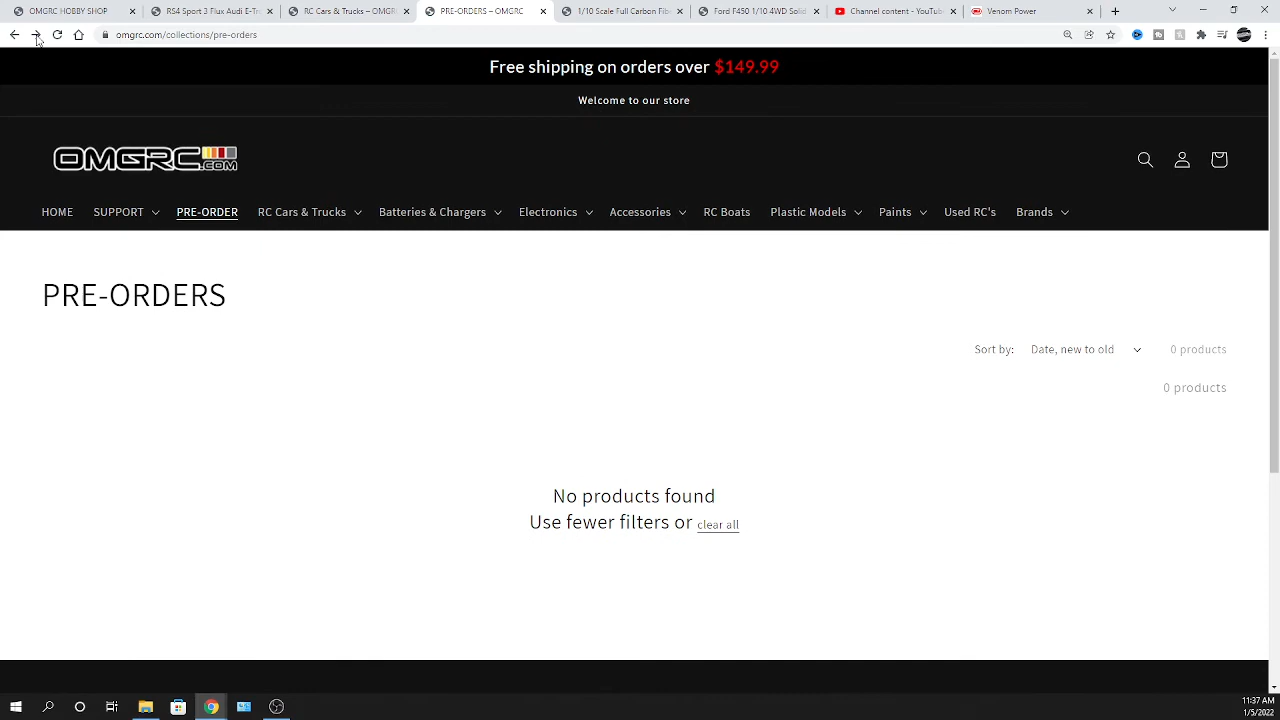 OMGRC HOBBY SHOP
RS4 Sport 3 Flux Audi E-Tr
RC Cars & Trucks – OMGR
PRE-ORDERS – OMGRC
1/10 Scale Full Carbon Fibe
Ford F450 1/10 4WD Solid
Channel content - YouTub
Venom Power
omgrc.com/collections/pre-orders
Free shipping on orders over $149.99
Welcome to our store
OMGRC.COM
HOME SUPPORT PRE-ORDER RC Cars & Trucks Batteries & Chargers Electronics Accessories RC Boats Plastic Models Paints Used RC's Brands
PRE-ORDERS
Sort by: Date, new to old 0 products
0 products
No products found
Use fewer filters or clear all
11:37 AM
1/5/2022